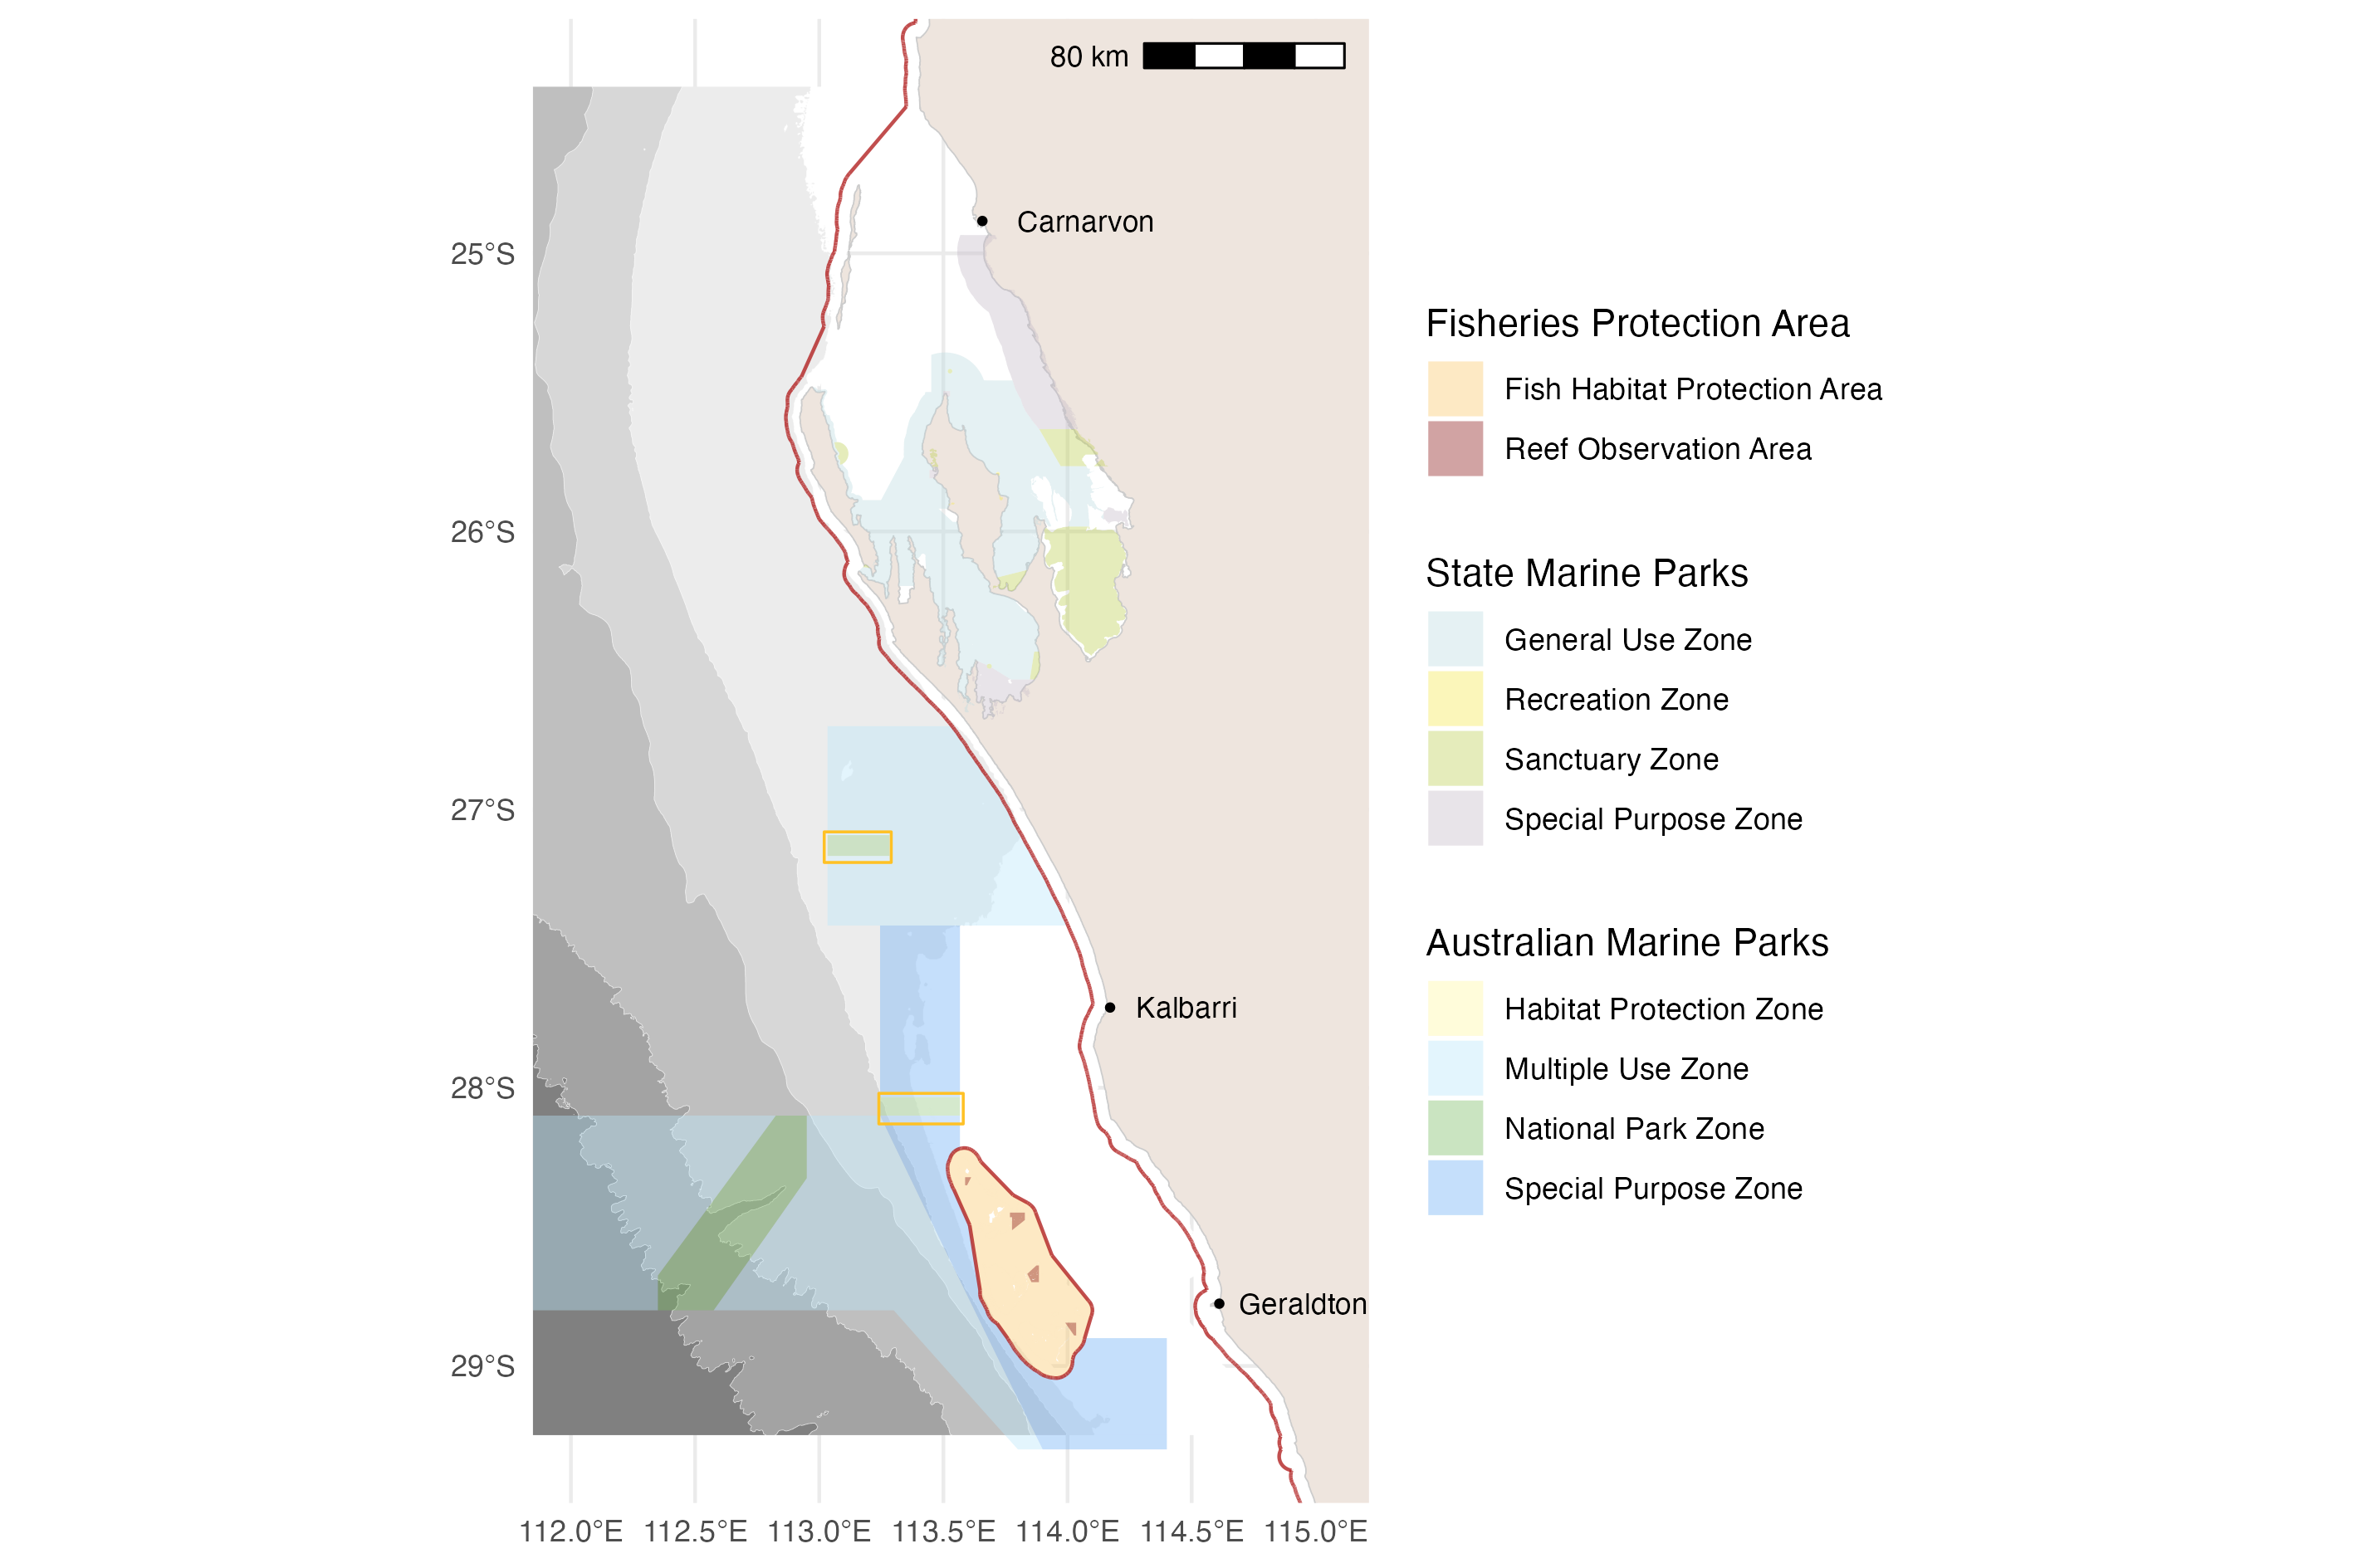 80 km
Carnarvon
25°S
26°S
27°S
Kalbarri
28°S
Geraldton
29°S
112.0°E 112.5°E 113.0°E 113.5°E 114.0°E 114.5°E 115.0°E
Fisheries Protection Area
Fish Habitat Protection Area
Reef Observation Area
State Marine Parks
General Use Zone
Recreation Zone
Sanctuary Zone
Special Purpose Zone
Australian Marine Parks
Habitat Protection Zone
Multiple Use Zone
National Park Zone
Special Purpose Zone